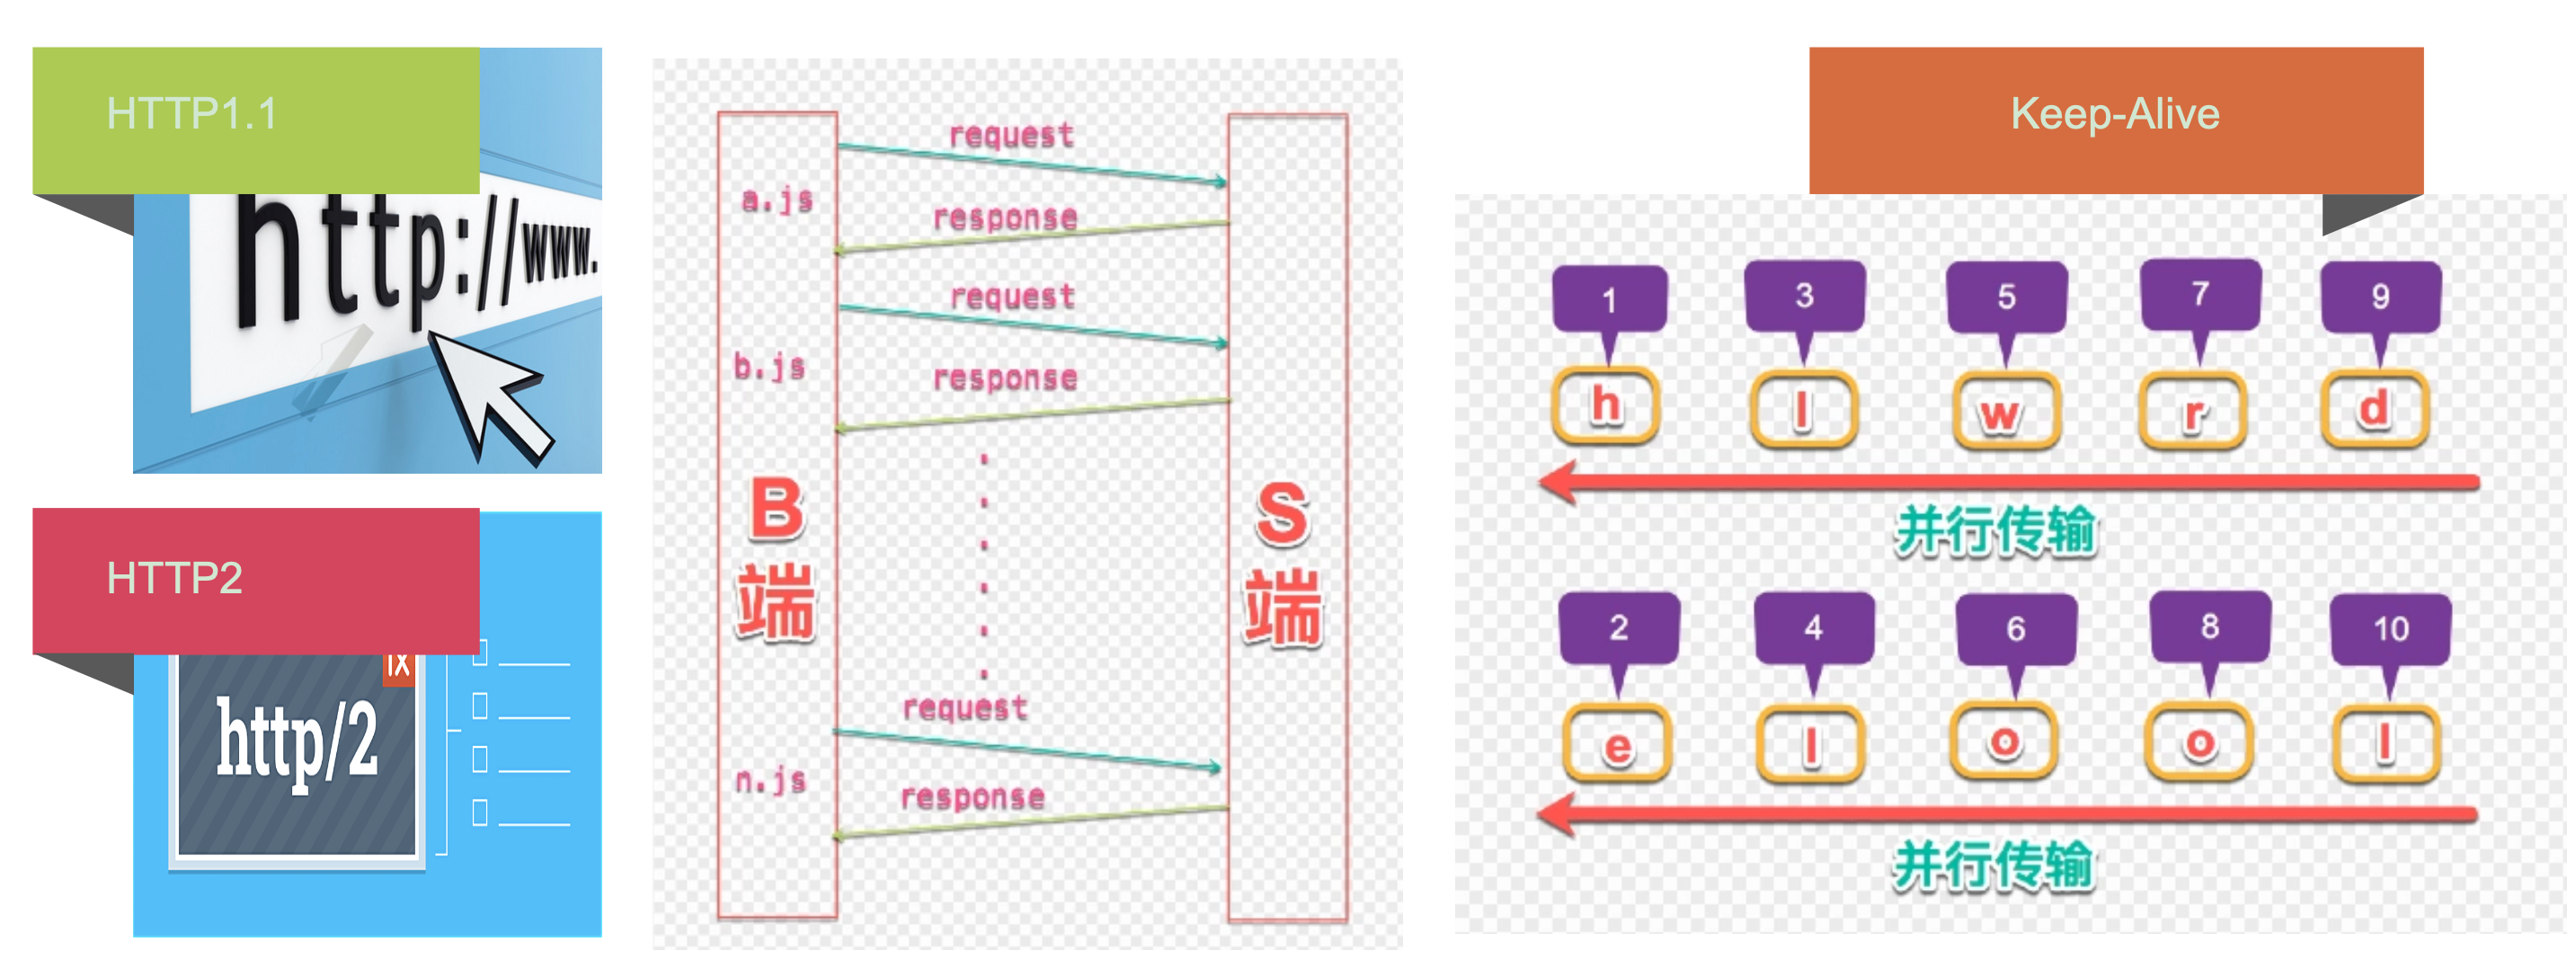 HTTP1.1
http://www.
HTTP2
http/2
request
a.js
response
request
b.js
response
B
端
S
端
request
n.js
response
Keep-Alive
1 3 5 7 9
h l w r d
并行传输
2 4 6 8 10
e l o o l
并行传输